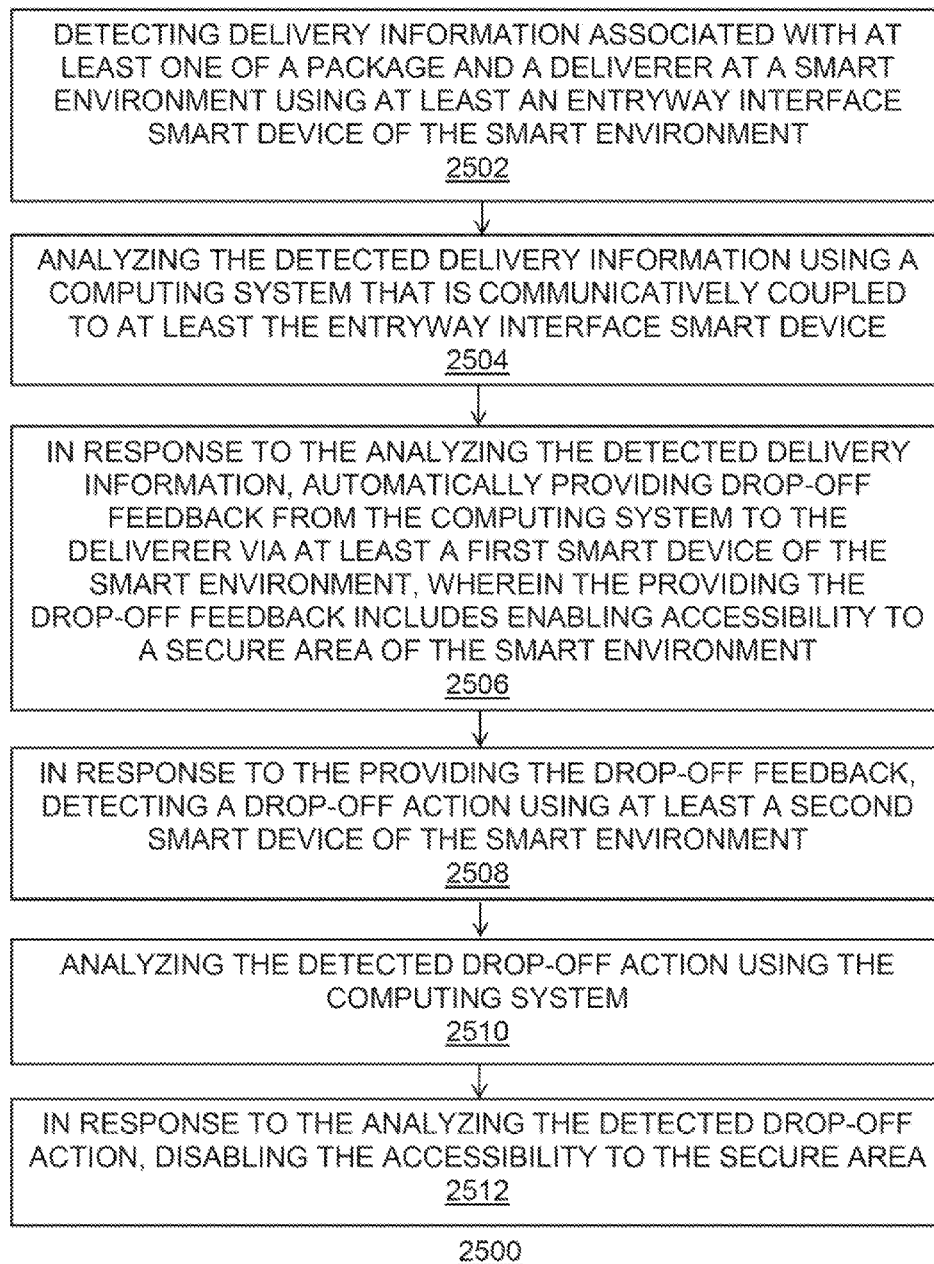 DETECTING DELIVERY INFORMATION ASSOCIATED WITH AT
LEAST ONE OF A PACKAGE AND A DELIVERER AT A SMART
ENVIRONMENT USING AT LEAST AN ENTRYWAY INTERFACE
SMART DEVICE OF THE SMART ENVIRONMENT
2502
ANALYZING THE DETECTED DELIVERY INFORMATION USING A
COMPUTING SYSTEM THAT IS COMMUNICATIVELY COUPLED
TO AT LEAST THE ENTRYWAY INTERFACE SMART DEVICE
2504
IN RESPONSE TO THE ANALYZING THE DETECTED DELIVERY
INFORMATION, AUTOMATICALLY PROVIDING DROP-OFF
FEEDBACK FROM THE COMPUTING SYSTEM TO THE
DELIVERER VIA AT LEAST A FIRST SMART DEVICE OF THE
SMART ENVIRONMENT, WHEREIN THE PROVIDING THE
DROP-OFF FEEDBACK INCLUDES ENABLING ACCESSIBILITY TO
A SECURE AREA OF THE SMART ENVIRONMENT
2506
IN RESPONSE TO THE PROVIDING THE DROP-OFF FEEDBACK,
DETECTING A DROP-OFF ACTION USING AT LEAST A SECOND
SMART DEVICE OF THE SMART ENVIRONMENT
2508
ANALYZING THE DETECTED DROP-OFF ACTION USING THE
COMPUTING SYSTEM
2510
IN RESPONSE TO THE ANALYZING THE DETECTED DROP-OFF
ACTION, DISABLING THE ACCESSIBILITY TO THE SECURE AREA
2512
2500